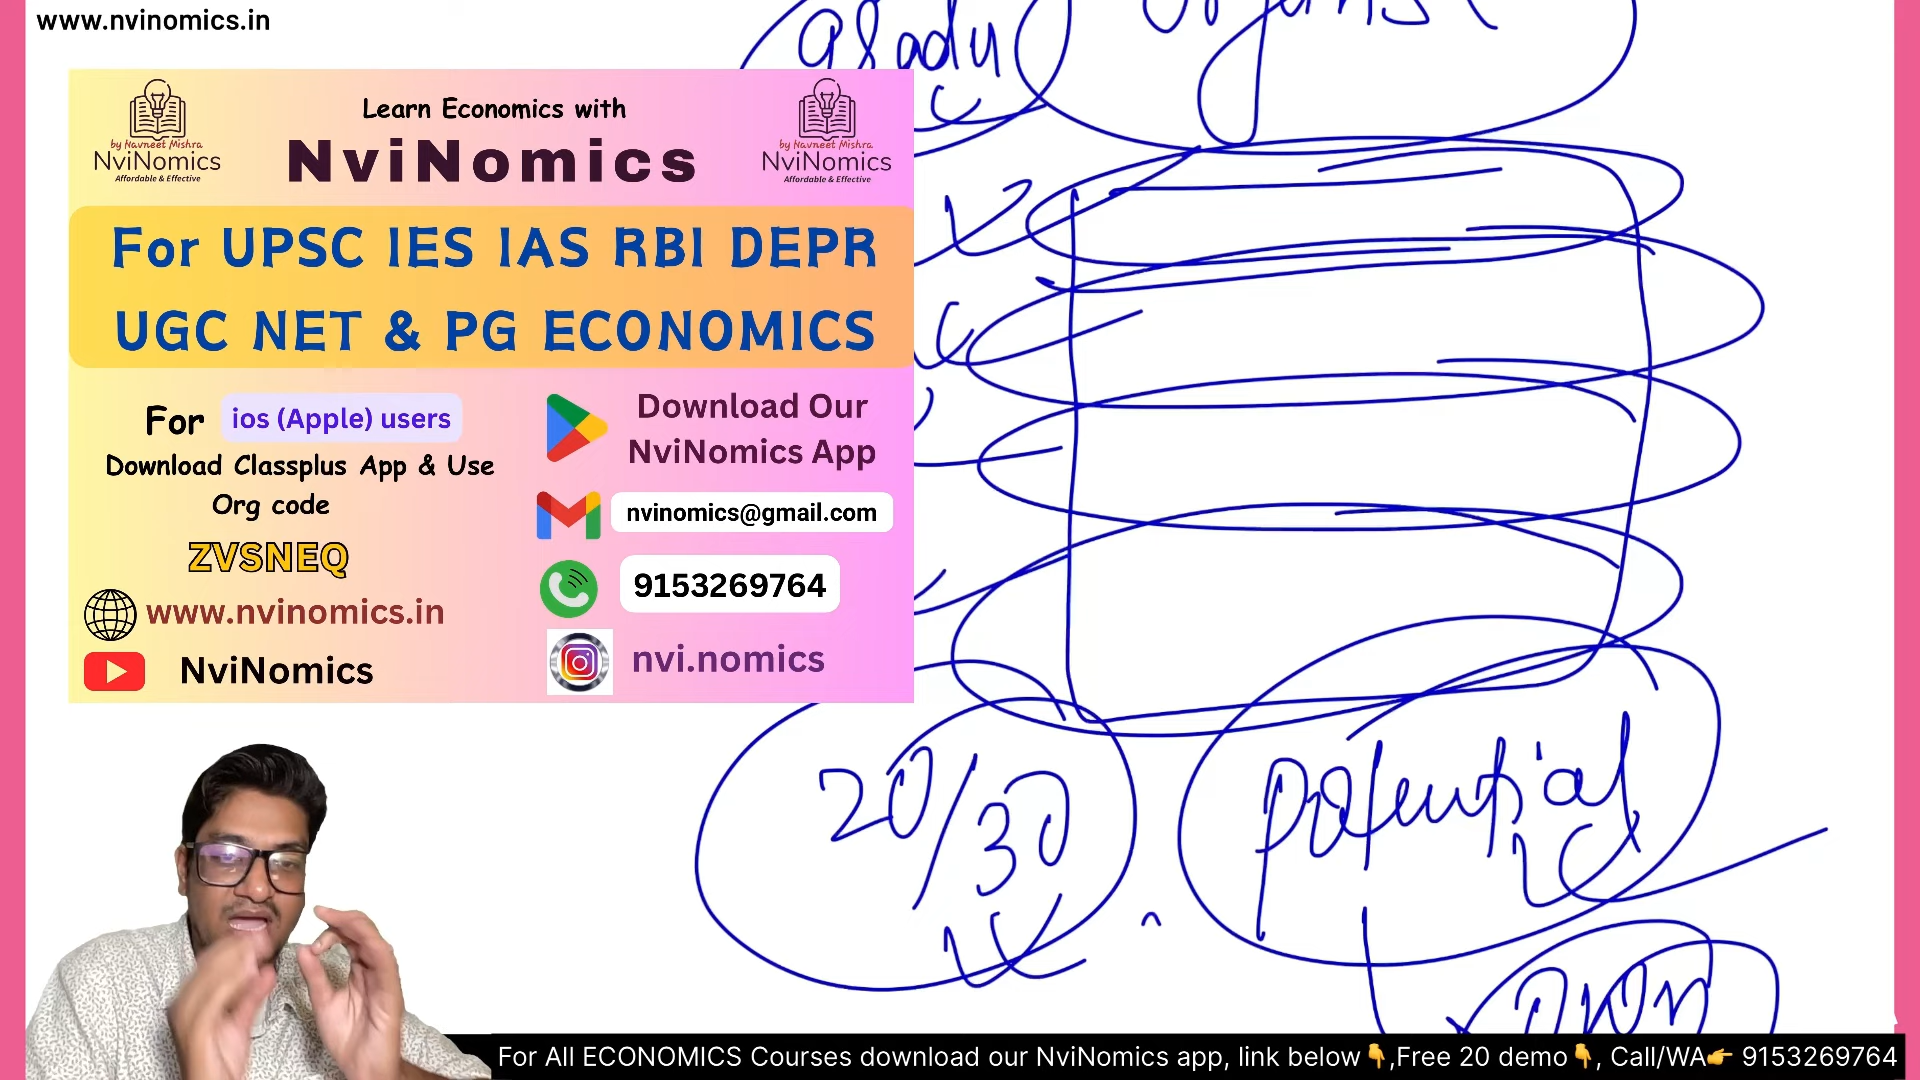 www.nvinomics.in
Gradu
by Navneet Mishra
NviNomics
Affordable & Effective
Learn Economics with
NviNomics
by Navneet Mishra
NviNomics
Affordable & Effective
For UPSC IES IAS RBI DEPR
UGC NET & PG ECONOMICS
For ios (Apple) users
Download Classplus App & Use
Org code
ZVSNEQ
www.nvinomics.in
NviNomics
Download Our
NviNomics App
nvinomics@gmail.com
9153269764
nvi.nomics
20/30
potential
For All ECONOMICS Courses download our NviNomics app, link below👇,Free 20 demo👇, Call/WA👉 9153269764